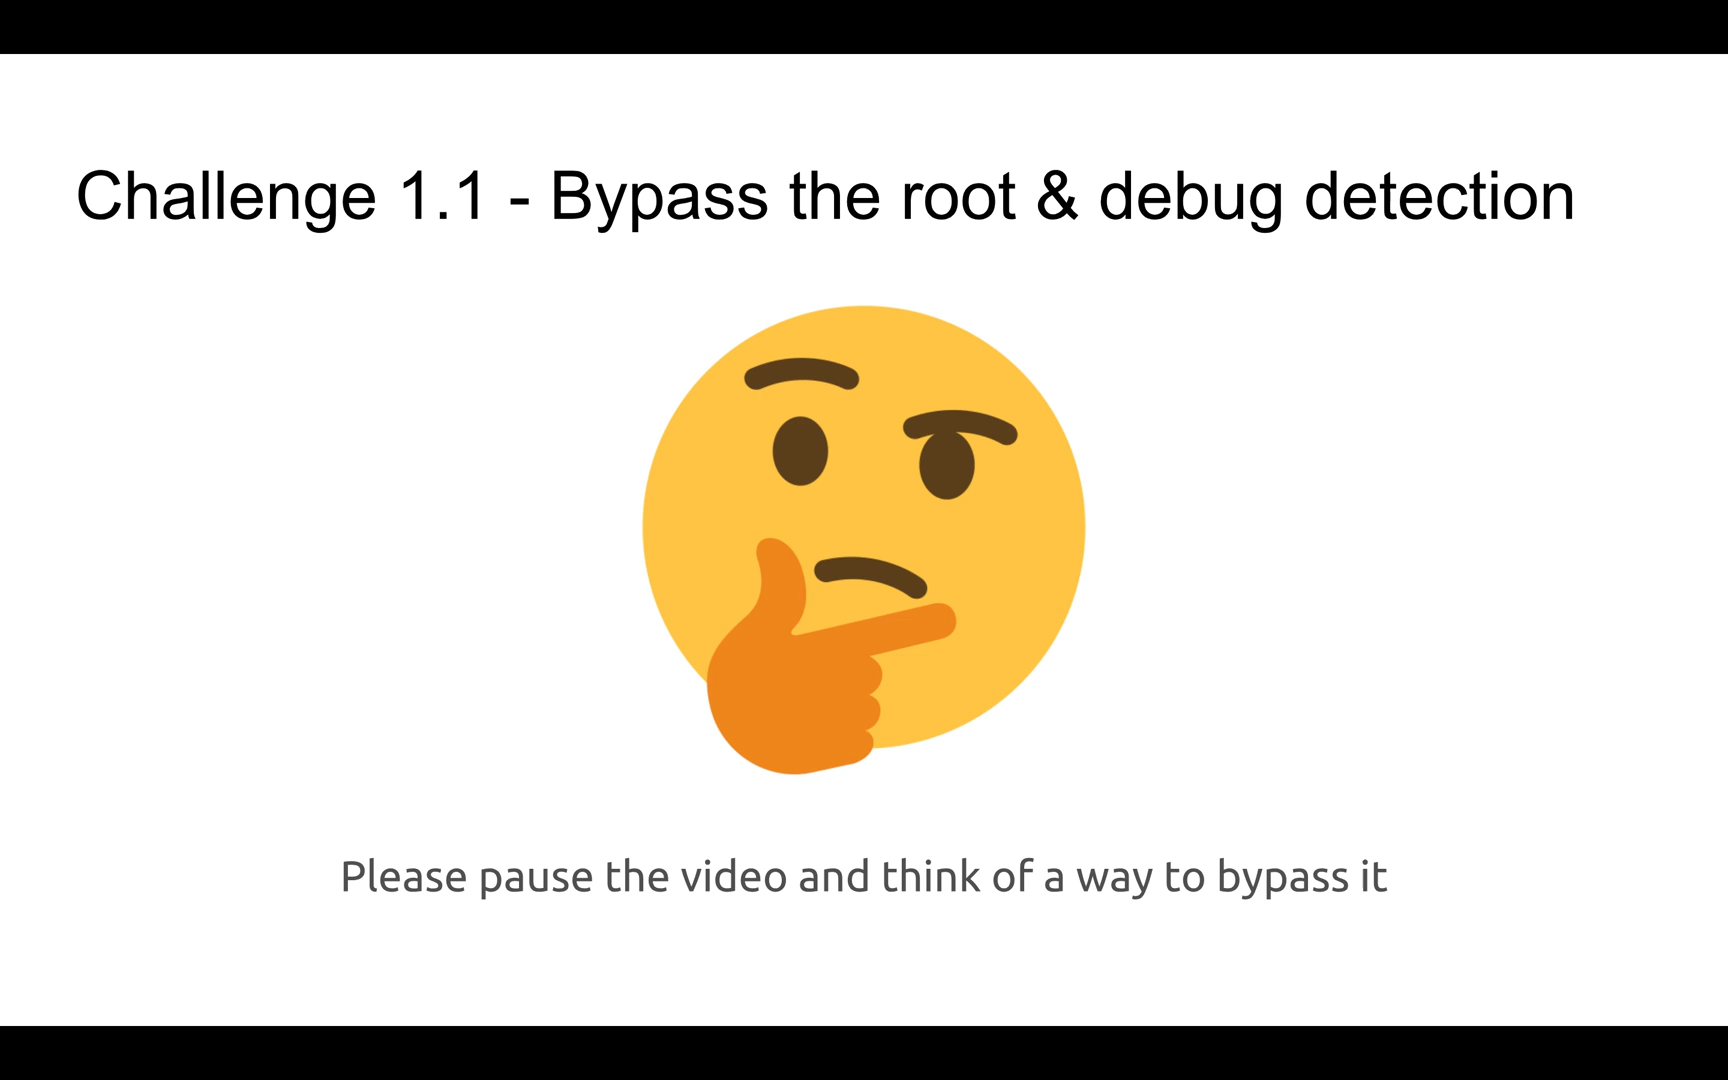 Challenge 1.1 - Bypass the root & debug detection
Please pause the video and think of a way to bypass it